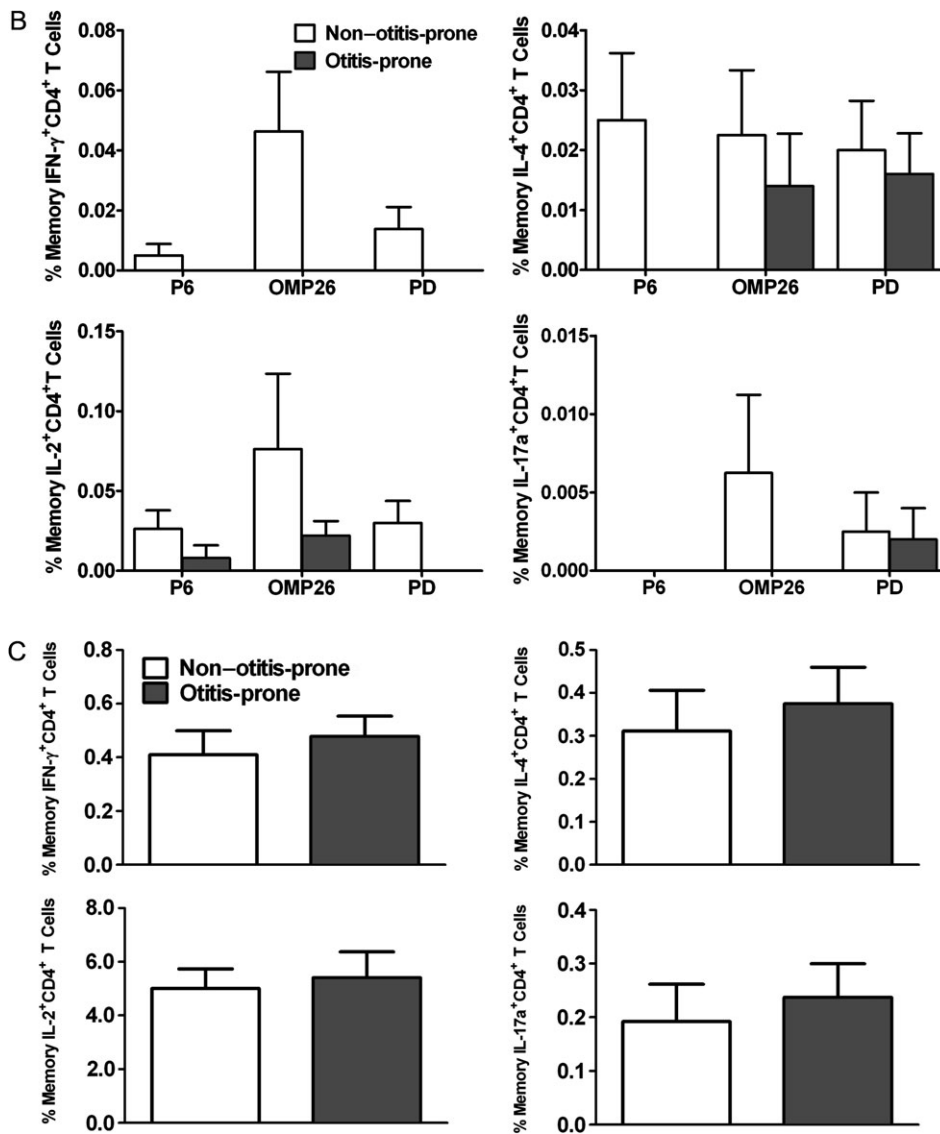 B
% Memory IFN-γ⁺CD4⁺ T Cells
0.08
0.06
0.04
0.02
0.00
Non–otitis-prone
Otitis-prone
P6 OMP26 PD
% Memory IL-4⁺CD4⁺ T Cells
0.04
0.03
0.02
0.01
0.00
P6 OMP26 PD
% Memory IL-2⁺CD4⁺T Cells
0.15
0.10
0.05
0.00
P6 OMP26 PD
% Memory IL-17a⁺CD4⁺T Cells
0.015
0.010
0.005
0.000
P6 OMP26 PD
C
% Memory IFN-γ⁺CD4⁺ T Cells
0.8
0.6
0.4
0.2
0.0
Non–otitis-prone
Otitis-prone
% Memory IL-4⁺CD4⁺ T Cells
0.5
0.4
0.3
0.2
0.1
0.0
% Memory IL-2⁺CD4⁺ T Cells
8.0
6.0
4.0
2.0
0.0
% Memory IL-17a⁺CD4⁺ T Cells
0.4
0.3
0.2
0.1
0.0